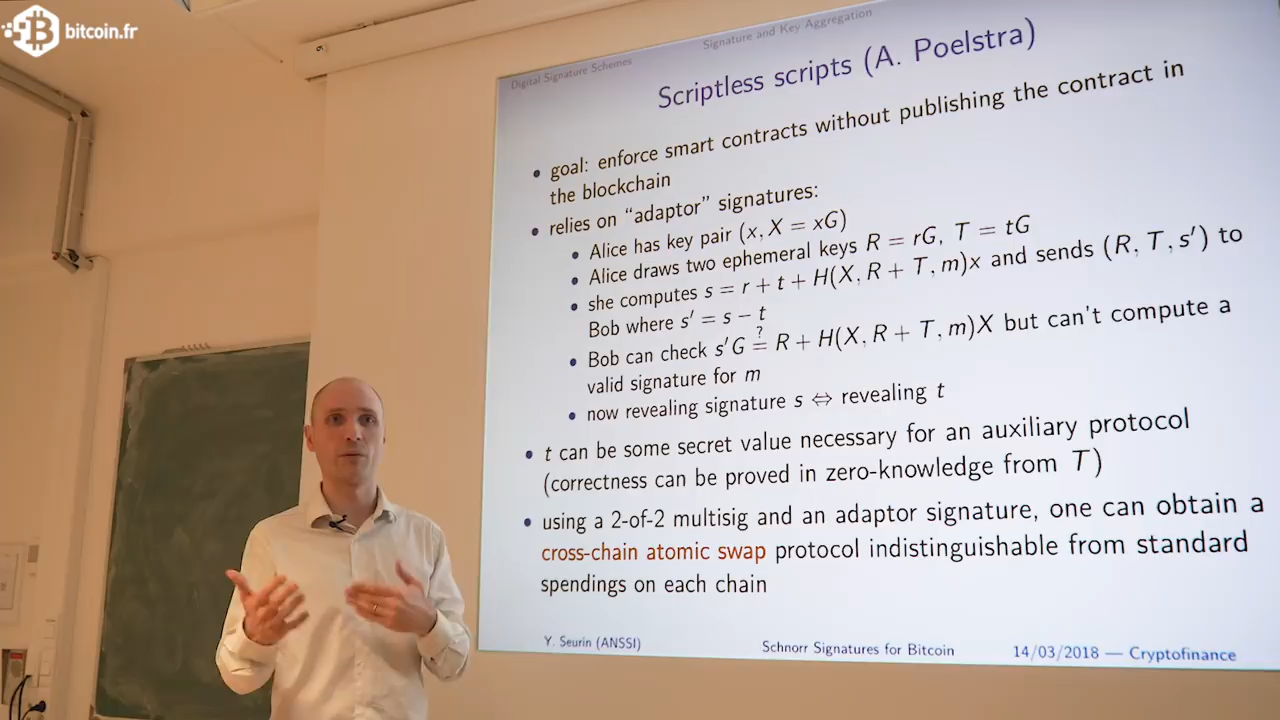 bitcoin.fr
Digital Signature Schemes
Signature and Key Aggregation
Scriptless scripts (A. Poelstra)
• goal: enforce smart contracts without publishing the contract in
the blockchain
• relies on “adaptor” signatures:
• Alice has key pair (x, X = xG)
• Alice draws two ephemeral keys R = rG, T = tG
• she computes s = r + t + H(X, R + T, m)x and sends (R, T, s′) to
Bob where s′ = s − t
• Bob can check s′G ≟ R + H(X, R + T, m)X but can't compute a
valid signature for m
• now revealing signature s ⇔ revealing t
• t can be some secret value necessary for an auxiliary protocol
(correctness can be proved in zero-knowledge from T)
• using a 2-of-2 multisig and an adaptor signature, one can obtain a
cross-chain atomic swap protocol indistinguishable from standard
spendings on each chain
Y. Seurin (ANSSI)
Schnorr Signatures for Bitcoin
14/03/2018 — Cryptofinance